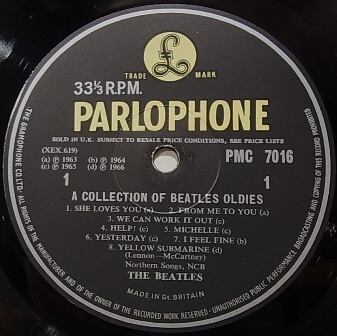 TRADE MARK
£
33⅓ R.P.M.
PARLOPHONE
SOLD IN U.K. SUBJECT TO RESALE PRICE CONDITIONS, SEE PRICE LISTS
(XEX.619)
PMC 7016
(a) ℗ 1963 (b) ℗ 1964
(c) ℗ 1965 (d) ℗ 1966
1 1
A COLLECTION OF BEATLES OLDIES
1. SHE LOVES YOU (a) 2. FROM ME TO YOU (a)
3. WE CAN WORK IT OUT (c)
4. HELP! (c) 5. MICHELLE (c)
6. YESTERDAY (c) 7. I FEEL FINE (b)
8. YELLOW SUBMARINE (d)
(Lennon—McCartney)
Northern Songs, NCB
THE BEATLES
MADE IN GT. BRITAIN
THE GRAMOPHONE CO. LTD. ALL RIGHTS OF THE MANUFACTURER AND OF THE OWNER OF THE RECORDED WORK RESERVED UNAUTHORISED PUBLIC PERFORMANCE BROADCASTING AND COPYING OF THIS RECORD PROHIBITED